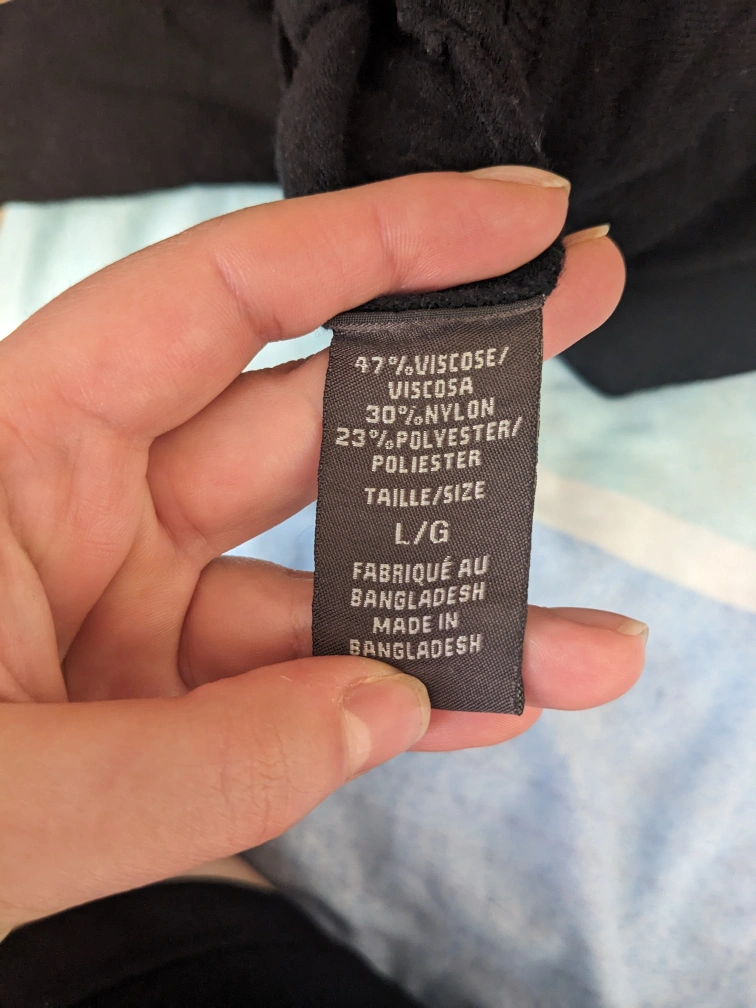 47%VISCOSE/
VISCOSA
30%NYLON
23%POLYESTER/
POLIESTER
TAILLE/SIZE
L/G
FABRIQUÉ AU
BANGLADESH
MADE IN
BANGLADESH